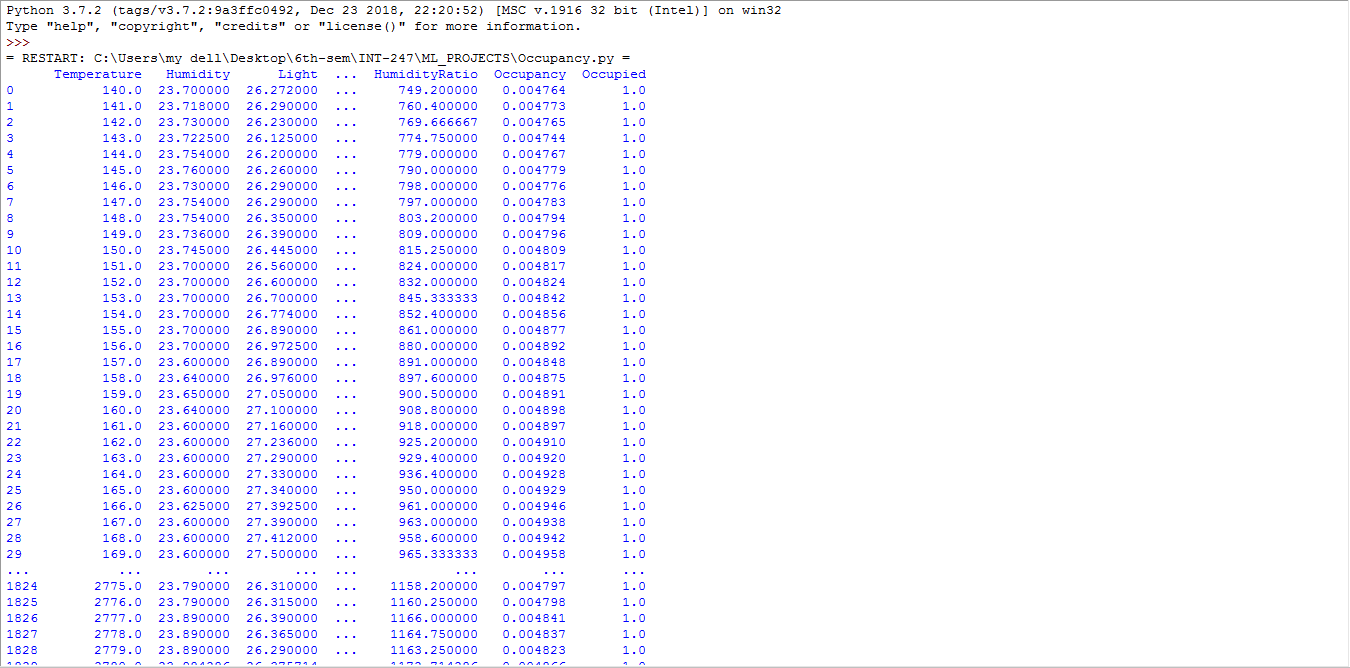 Python 3.7.2 (tags/v3.7.2:9a3ffc0492, Dec 23 2018, 22:20:52) [MSC v.1916 32 bit (Intel)] on win32
Type "help", "copyright", "credits" or "license()" for more information.
>>>
= RESTART: C:\Users\my dell\Desktop\6th-sem\INT-247\ML_PROJECTS\Occupancy.py =
Temperature Humidity Light ... HumidityRatio Occupancy Occupied
0 140.0 23.700000 26.272000 ... 749.200000 0.004764 1.0
1 141.0 23.718000 26.290000 ... 760.400000 0.004773 1.0
2 142.0 23.730000 26.230000 ... 769.666667 0.004765 1.0
3 143.0 23.722500 26.125000 ... 774.750000 0.004744 1.0
4 144.0 23.754000 26.200000 ... 779.000000 0.004767 1.0
5 145.0 23.760000 26.260000 ... 790.000000 0.004779 1.0
6 146.0 23.730000 26.290000 ... 798.000000 0.004776 1.0
7 147.0 23.754000 26.290000 ... 797.000000 0.004783 1.0
8 148.0 23.754000 26.350000 ... 803.200000 0.004794 1.0
9 149.0 23.736000 26.390000 ... 809.000000 0.004796 1.0
10 150.0 23.745000 26.445000 ... 815.250000 0.004809 1.0
11 151.0 23.700000 26.560000 ... 824.000000 0.004817 1.0
12 152.0 23.700000 26.600000 ... 832.000000 0.004824 1.0
13 153.0 23.700000 26.700000 ... 845.333333 0.004842 1.0
14 154.0 23.700000 26.774000 ... 852.400000 0.004856 1.0
15 155.0 23.700000 26.890000 ... 861.000000 0.004877 1.0
16 156.0 23.700000 26.972500 ... 880.000000 0.004892 1.0
17 157.0 23.600000 26.890000 ... 891.000000 0.004848 1.0
18 158.0 23.640000 26.976000 ... 897.600000 0.004875 1.0
19 159.0 23.650000 27.050000 ... 900.500000 0.004891 1.0
20 160.0 23.640000 27.100000 ... 908.800000 0.004898 1.0
21 161.0 23.600000 27.160000 ... 918.000000 0.004897 1.0
22 162.0 23.600000 27.236000 ... 925.200000 0.004910 1.0
23 163.0 23.600000 27.290000 ... 929.400000 0.004920 1.0
24 164.0 23.600000 27.330000 ... 936.400000 0.004928 1.0
25 165.0 23.600000 27.340000 ... 950.000000 0.004929 1.0
26 166.0 23.625000 27.392500 ... 961.000000 0.004946 1.0
27 167.0 23.600000 27.390000 ... 963.000000 0.004938 1.0
28 168.0 23.600000 27.412000 ... 958.600000 0.004942 1.0
29 169.0 23.600000 27.500000 ... 965.333333 0.004958 1.0
... ... ... ... ... ... ... ...
1824 2775.0 23.790000 26.310000 ... 1158.200000 0.004797 1.0
1825 2776.0 23.790000 26.315000 ... 1160.250000 0.004798 1.0
1826 2777.0 23.890000 26.390000 ... 1166.000000 0.004841 1.0
1827 2778.0 23.890000 26.365000 ... 1164.750000 0.004837 1.0
1828 2779.0 23.890000 26.290000 ... 1163.250000 0.004823 1.0